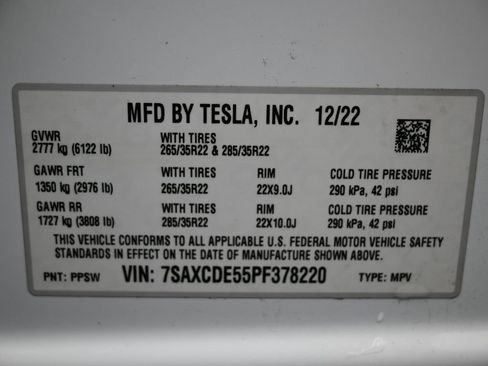 MFD BY TESLA, INC. 12/22
GVWR WITH TIRES
2777 kg (6122 lb) 265/35R22 & 285/35R22
GAWR FRT WITH TIRES RIM COLD TIRE PRESSURE
1350 kg (2976 lb) 265/35R22 22X9.0J 290 kPa, 42 psi
GAWR RR WITH TIRES RIM COLD TIRE PRESSURE
1727 kg (3808 lb) 285/35R22 22X10.0J 290 kPa, 42 psi
THIS VEHICLE CONFORMS TO ALL APPLICABLE U.S. FEDERAL MOTOR VEHICLE SAFETY
STANDARDS IN EFFECT ON THE DATE OF MANUFACTURE SHOWN ABOVE.
PNT: PPSW VIN: 7SAXCDE55PF378220 TYPE: MPV